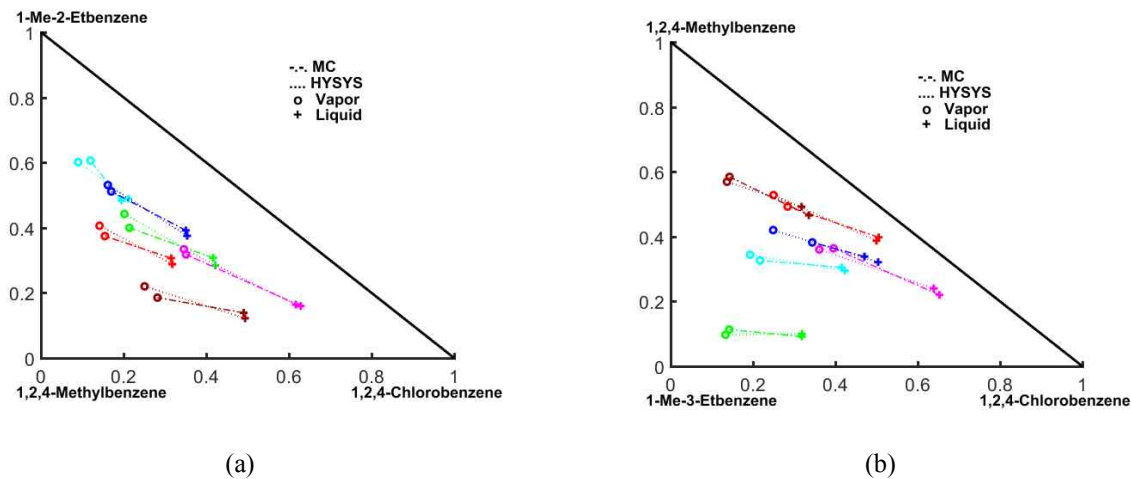 1-Me-2-Etbenzene
1
0.8
0.6
0.4
0.2
0
0
0.2
0.4
0.6
0.8
1
1,2,4-Methylbenzene
1,2,4-Chlorobenzene
-.-. MC
.... HYSYS
o Vapor
+ Liquid
(a)
1,2,4-Methylbenzene
1
0.8
0.6
0.4
0.2
0
0
0.2
0.4
0.6
0.8
1
1-Me-3-Etbenzene
1,2,4-Chlorobenzene
-.-. MC
.... HYSYS
o Vapor
+ Liquid
(b)